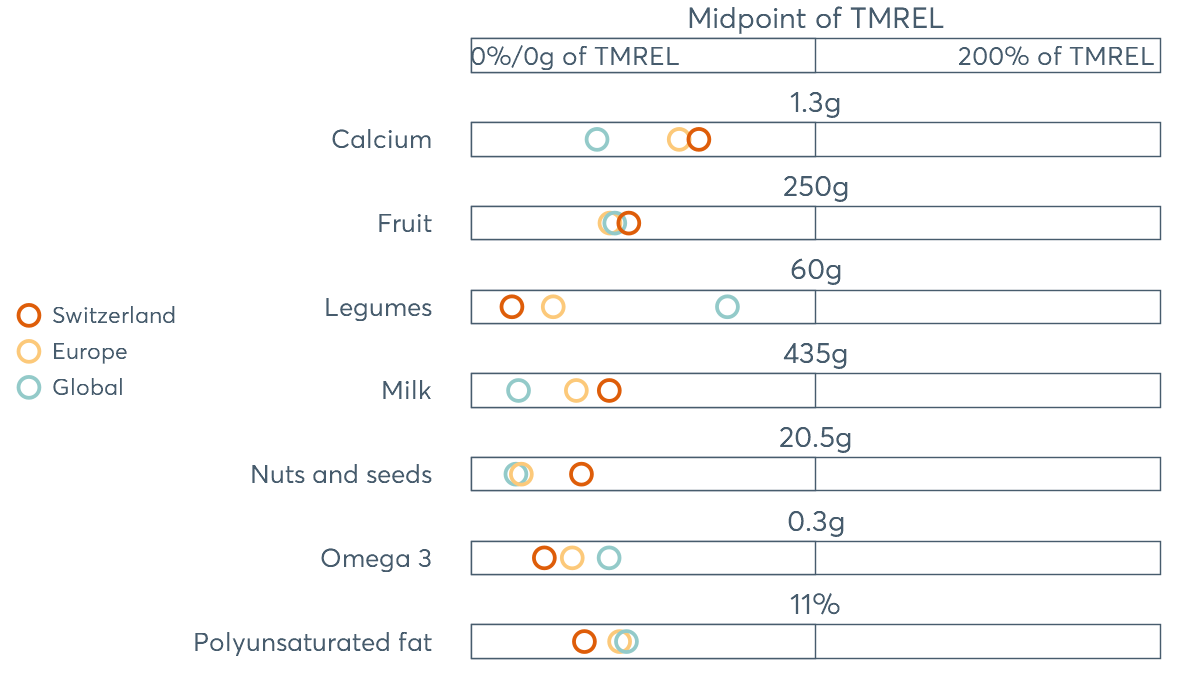 Midpoint of TMREL
0%/0g of TMREL
200% of TMREL
1.3g
Calcium
250g
Fruit
60g
Legumes
435g
Milk
20.5g
Nuts and seeds
0.3g
Omega 3
11%
Polyunsaturated fat
Switzerland
Europe
Global